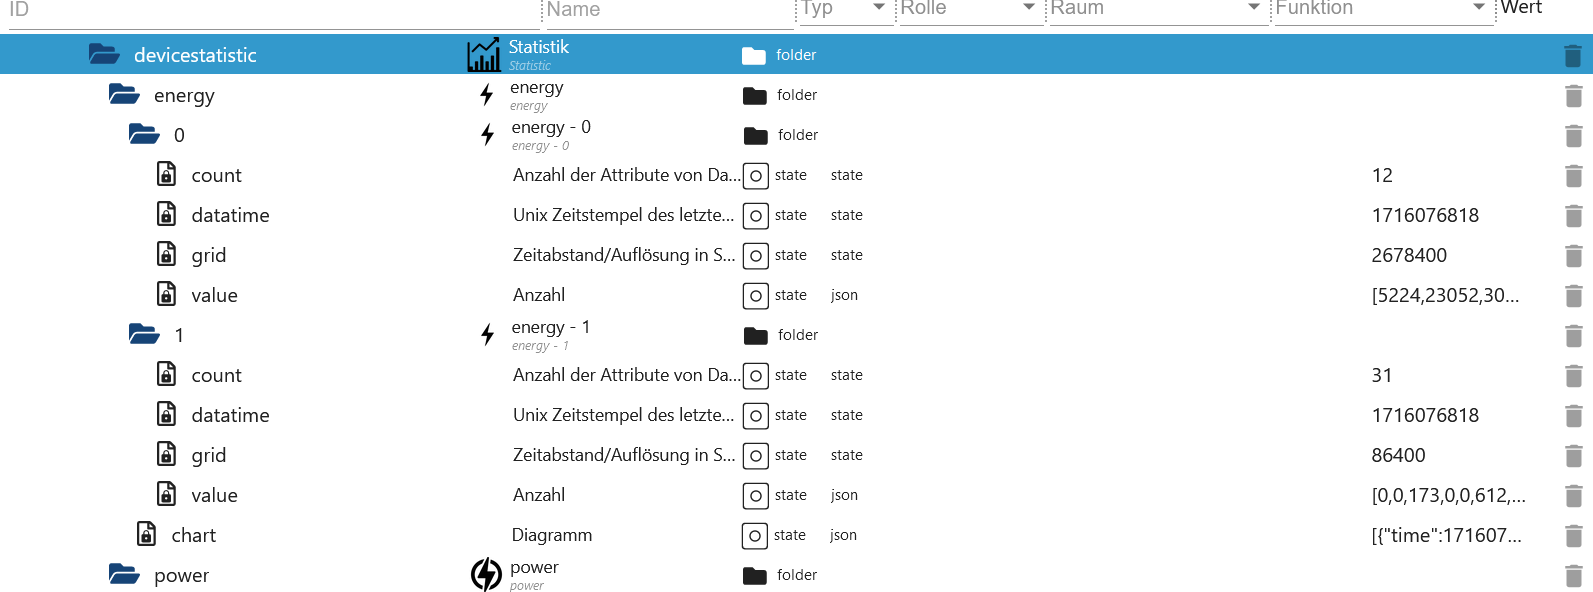 ID Name Typ Rolle Raum Funktion Wert
devicestatistic Statistik folder
Statistic
energy energy folder
energy
0 energy - 0 folder
energy - 0
count Anzahl der Attribute von Da... state state 12
datatime Unix Zeitstempel des letzte... state state 1716076818
grid Zeitabstand/Auflösung in S... state state 2678400
value Anzahl state json [5224,23052,30...
1 energy - 1 folder
energy - 1
count Anzahl der Attribute von Da... state state 31
datatime Unix Zeitstempel des letzte... state state 1716076818
grid Zeitabstand/Auflösung in S... state state 86400
value Anzahl state json [0,0,173,0,0,612,...
chart Diagramm state json [{"time":171607...
power power folder
power